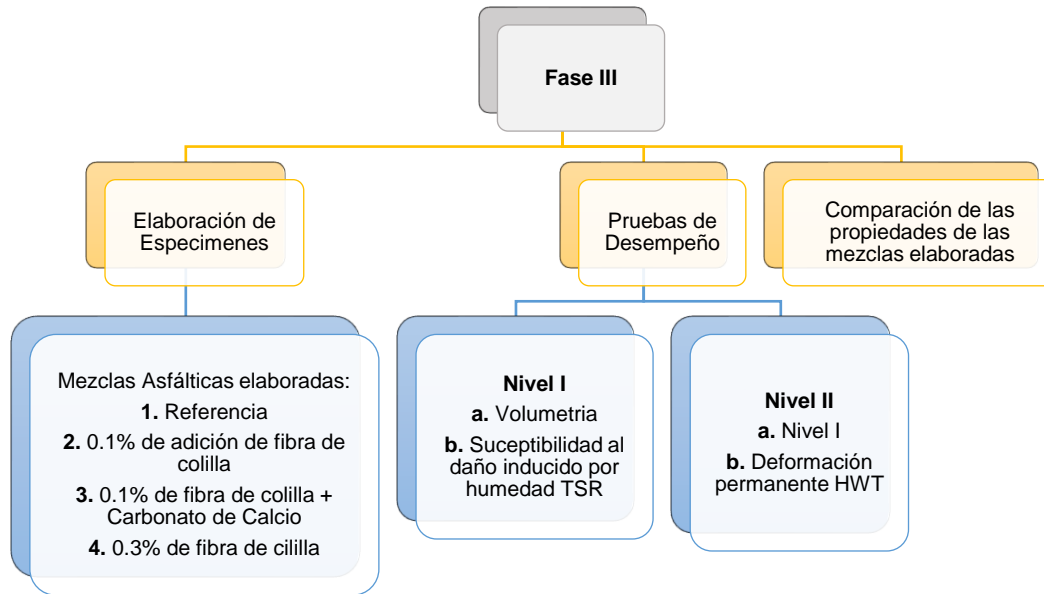 Fase III
Elaboración de
Especimenes
Pruebas de
Desempeño
Comparación de las
propiedades de las
mezclas elaboradas
Mezclas Asfálticas elaboradas:
1. Referencia
2. 0.1% de adición de fibra de
colilla
3. 0.1% de fibra de colilla +
Carbonato de Calcio
4. 0.3% de fibra de cililla
Nivel I
a. Volumetria
b. Suceptibilidad al
daño inducido por
humedad TSR
Nivel II
a. Nivel I
b. Deformación
permanente HWT